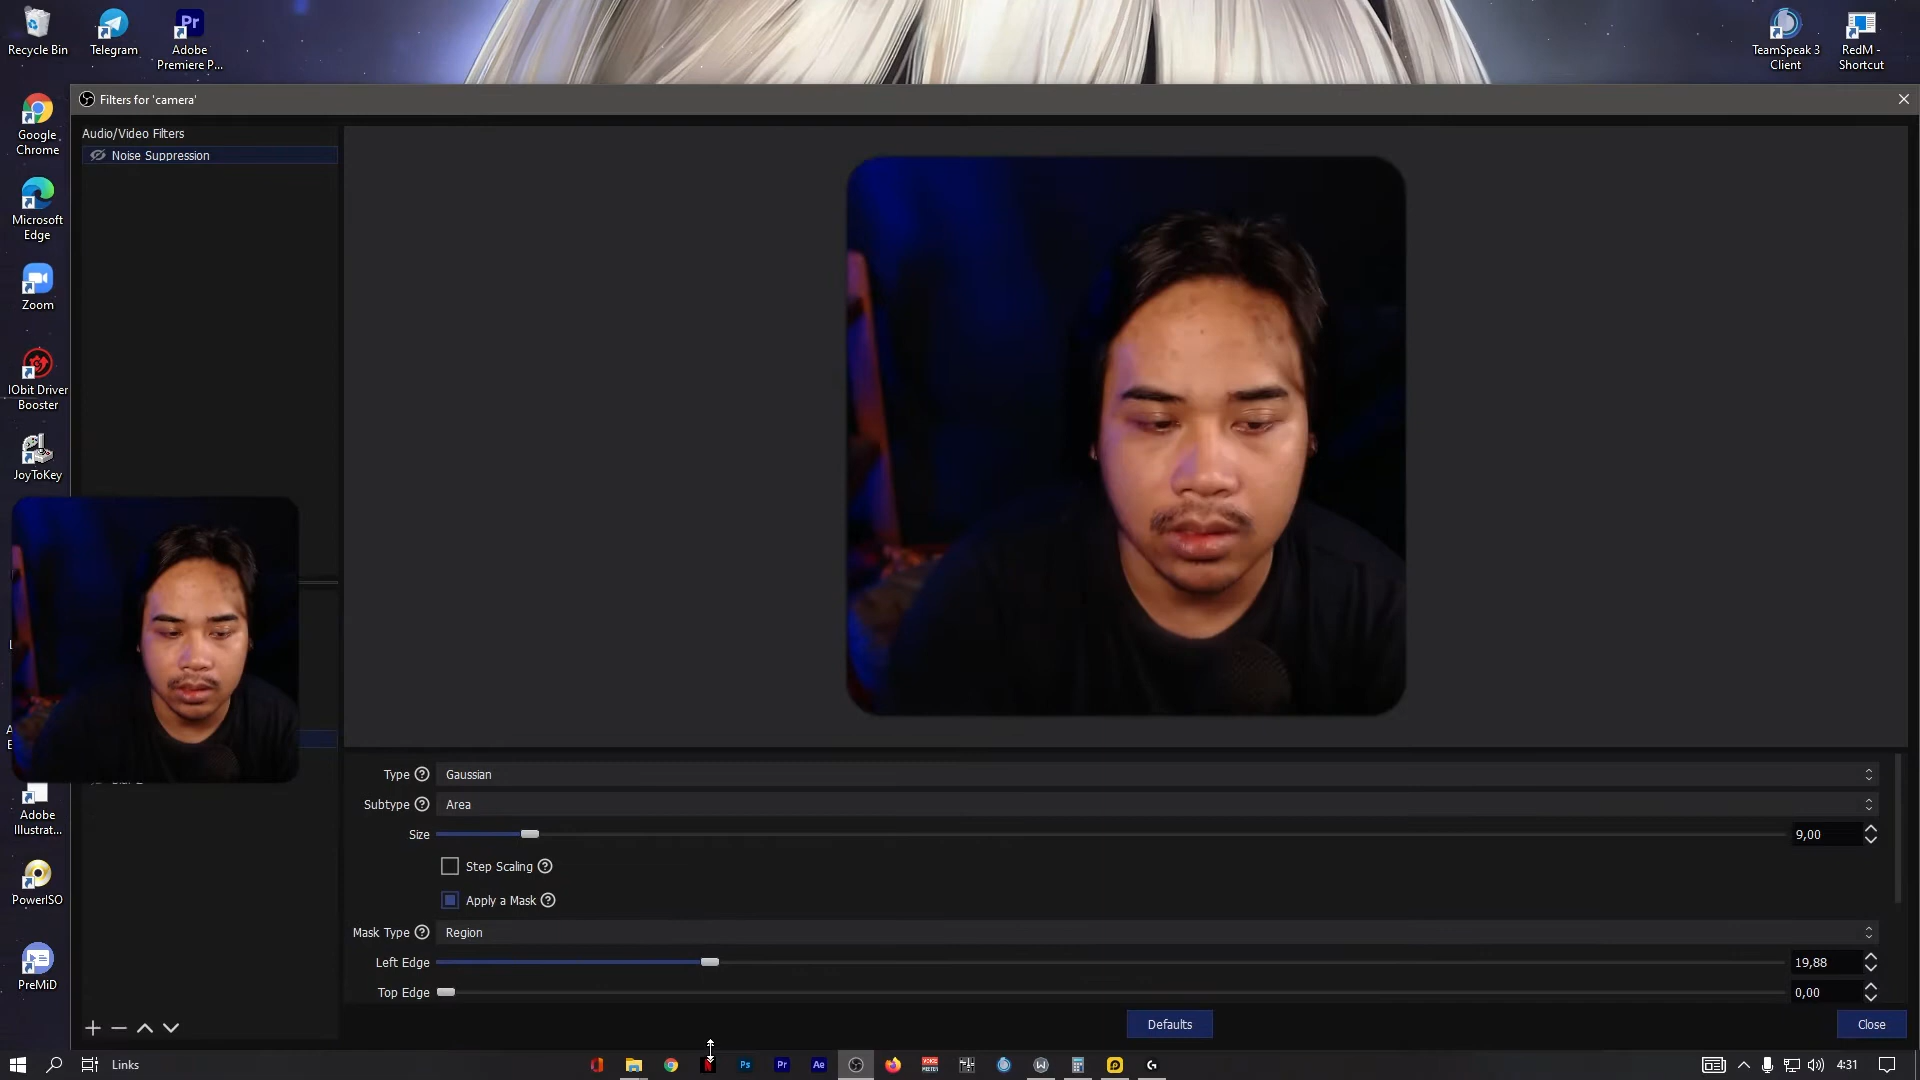 Recycle Bin
Telegram
Adobe
Premiere P...
TeamSpeak 3
Client
RedM -
Shortcut
Filters for 'camera'
Google
Chrome
Microsoft
Edge
Zoom
IObit Driver
Booster
JoyToKey
Adobe
Illustrat...
PowerISO
PreMiD
Audio/Video Filters
Noise Suppression
Type
Gaussian
Subtype
Area
Size
9,00
Step Scaling
Apply a Mask
Mask Type
Region
Left Edge
19,88
Top Edge
0,00
Defaults
Close
Links
Ps
Pr
Ae
4:31